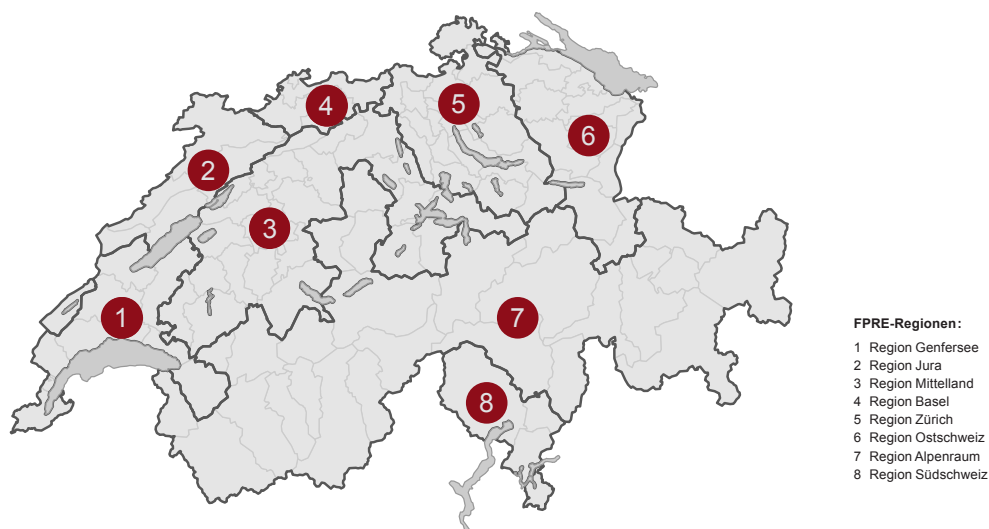 4
5
6
2
3
1
7
8
FPRE-Regionen:
1 Region Genfersee
2 Region Jura
3 Region Mittelland
4 Region Basel
5 Region Zürich
6 Region Ostschweiz
7 Region Alpenraum
8 Region Südschweiz